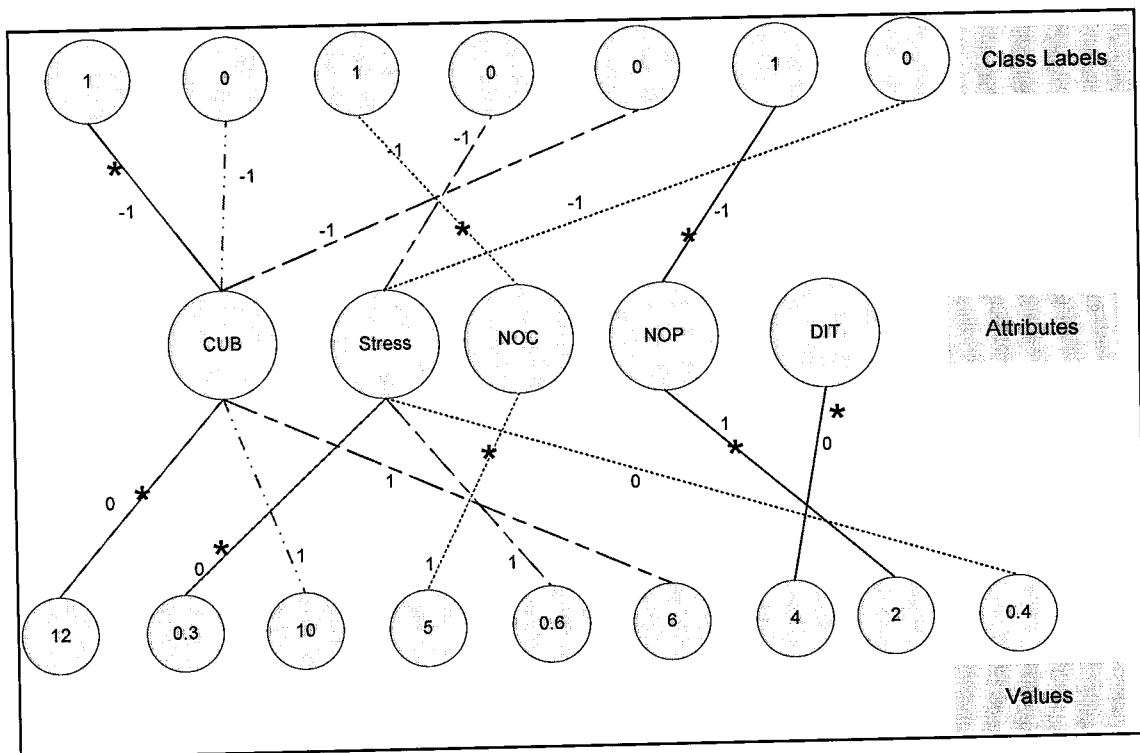 1 0 1 0 0 1 0 Class Labels
* -1 -1 -1 * -1 -1 -1 * -1
CUB Stress NOC NOP DIT Attributes
0 * 0 * 1 1 * 1 1 0 1 * * 0
12 0.3 10 5 0.6 6 4 2 0.4
Values